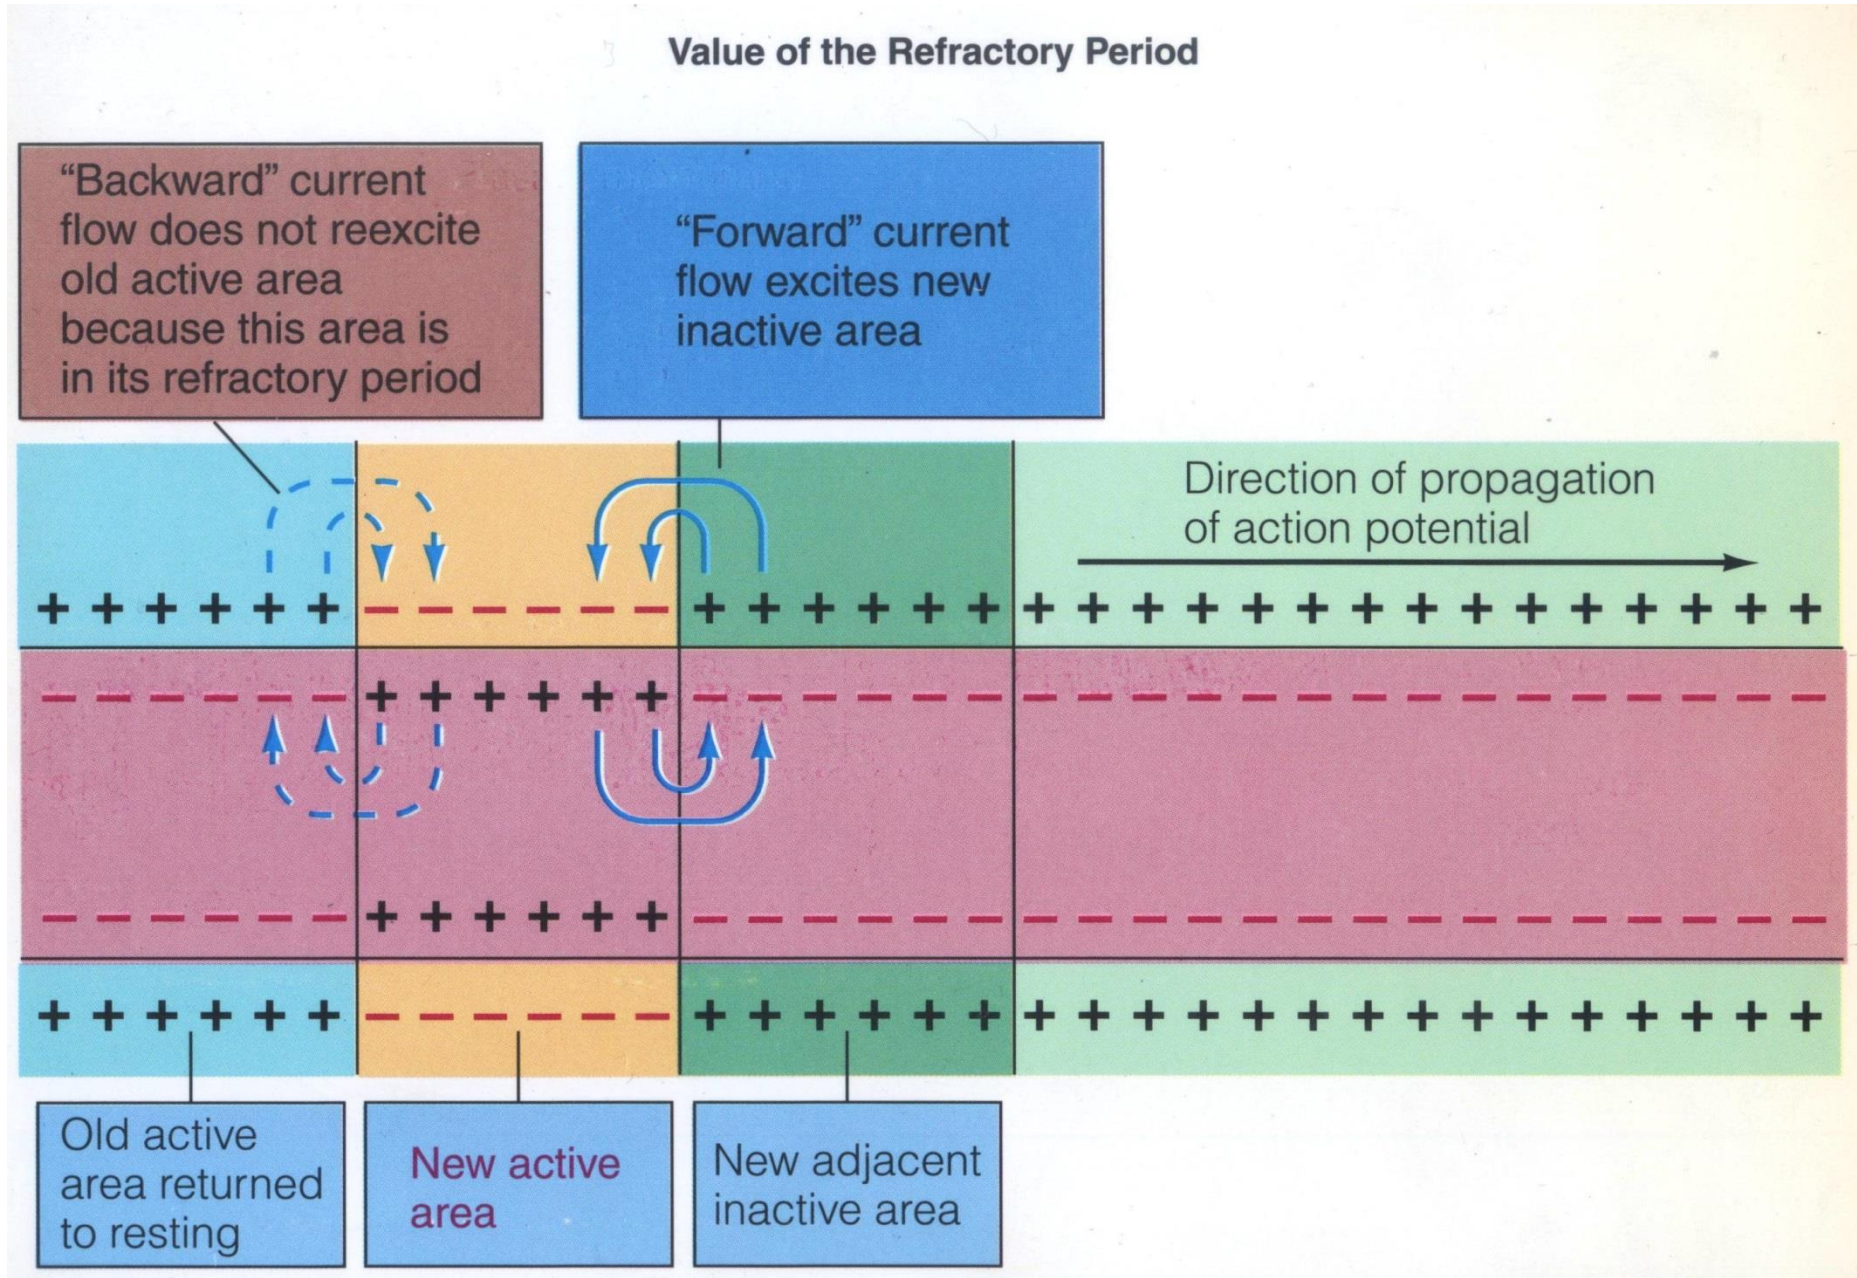 Value of the Refractory Period
“Backward” current
flow does not reexcite
old active area
because this area is
in its refractory period
“Forward” current
flow excites new
inactive area
Direction of propagation
of action potential
+ + + + + + – – – – – – + + + + + + + + + + + + + + + + + + + + +
– – – – – – + + + + + + – – – – – – – – – – – – – – – – – – – – –
– – – – – – + + + + + + – – – – – – – – – – – – – – – – – – – – –
+ + + + + + – – – – – – + + + + + + + + + + + + + + + + + + + + +
Old active
area returned
to resting
New active
area
New adjacent
inactive area